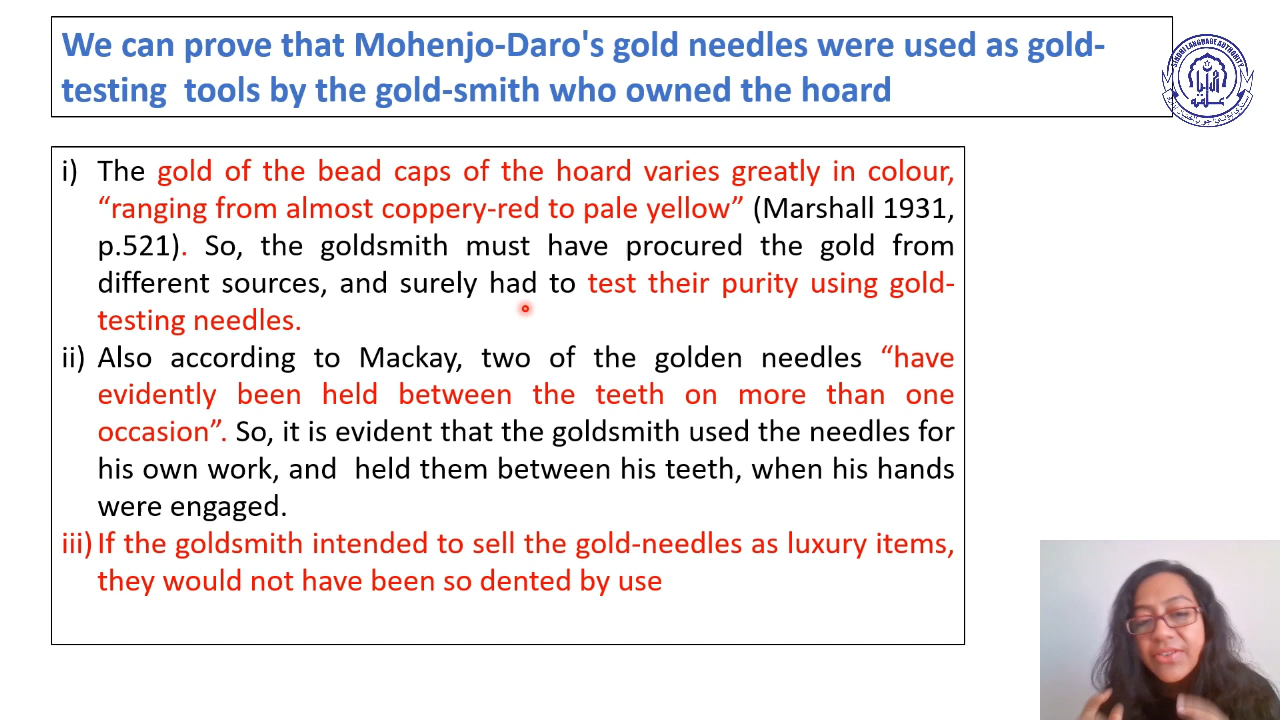 We can prove that Mohenjo-Daro's gold needles were used as gold-
testing tools by the gold-smith who owned the hoard
SINDHI LANGUAGE AUTHORITY
i) The gold of the bead caps of the hoard varies greatly in colour,
“ranging from almost coppery-red to pale yellow” (Marshall 1931,
p.521). So, the goldsmith must have procured the gold from
different sources, and surely had to test their purity using gold-
testing needles.
ii) Also according to Mackay, two of the golden needles “have
evidently been held between the teeth on more than one
occasion”. So, it is evident that the goldsmith used the needles for
his own work, and held them between his teeth, when his hands
were engaged.
iii) If the goldsmith intended to sell the gold-needles as luxury items,
they would not have been so dented by use